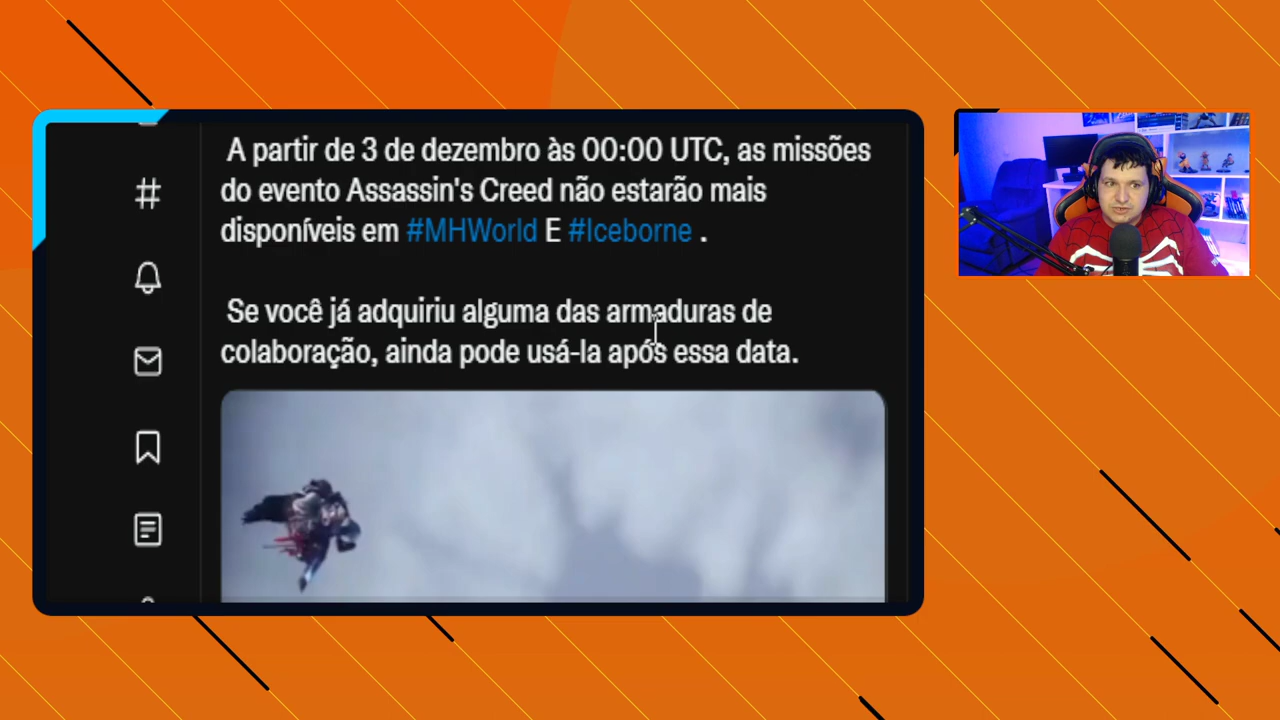 A partir de 3 de dezembro às 00:00 UTC, as missões
do evento Assassin's Creed não estarão mais
disponíveis em #MHWorld E #Iceborne .
Se você já adquiriu alguma das armaduras de
colaboração, ainda pode usá-la após essa data.